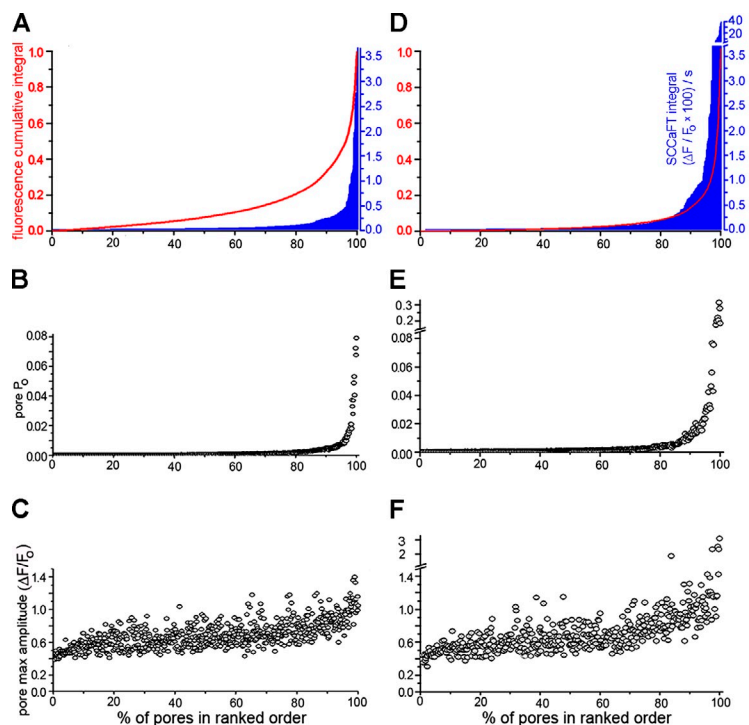 A
fluorescence cumulative integral
1.0
0.8
0.6
0.4
0.2
0.0
3.5
3.0
2.5
2.0
1.5
1.0
0.5
0.0
0 20 40 60 80 100
D
1.0
0.8
0.6
0.4
0.2
0.0
SCCaFT integral
(ΔF / Fo x 100) / s
40
20
3.5
3.0
2.5
2.0
1.5
1.0
0.5
0.0
0 20 40 60 80 100
B
pore Po
0.08
0.06
0.04
0.02
0.00
0 20 40 60 80 100
E
0.3
0.2
0.08
0.06
0.04
0.02
0.00
0 20 40 60 80 100
C
pore max amplitude (ΔF/Fo)
1.4
1.0
0.6
0.2
0.0
0 20 40 60 80 100
% of pores in ranked order
F
3
2
1.4
1.0
0.6
0.2
0.0
0 20 40 60 80 100
% of pores in ranked order